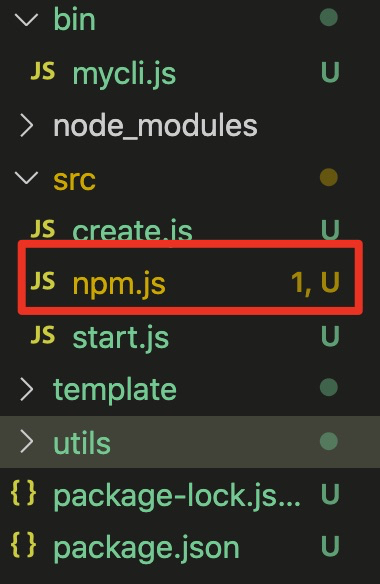 bin
JS mycli.js U
node_modules
src
JS create.js U
JS npm.js 1, U
JS start.js U
template
utils
{} package-lock.js... U
{} package.json U